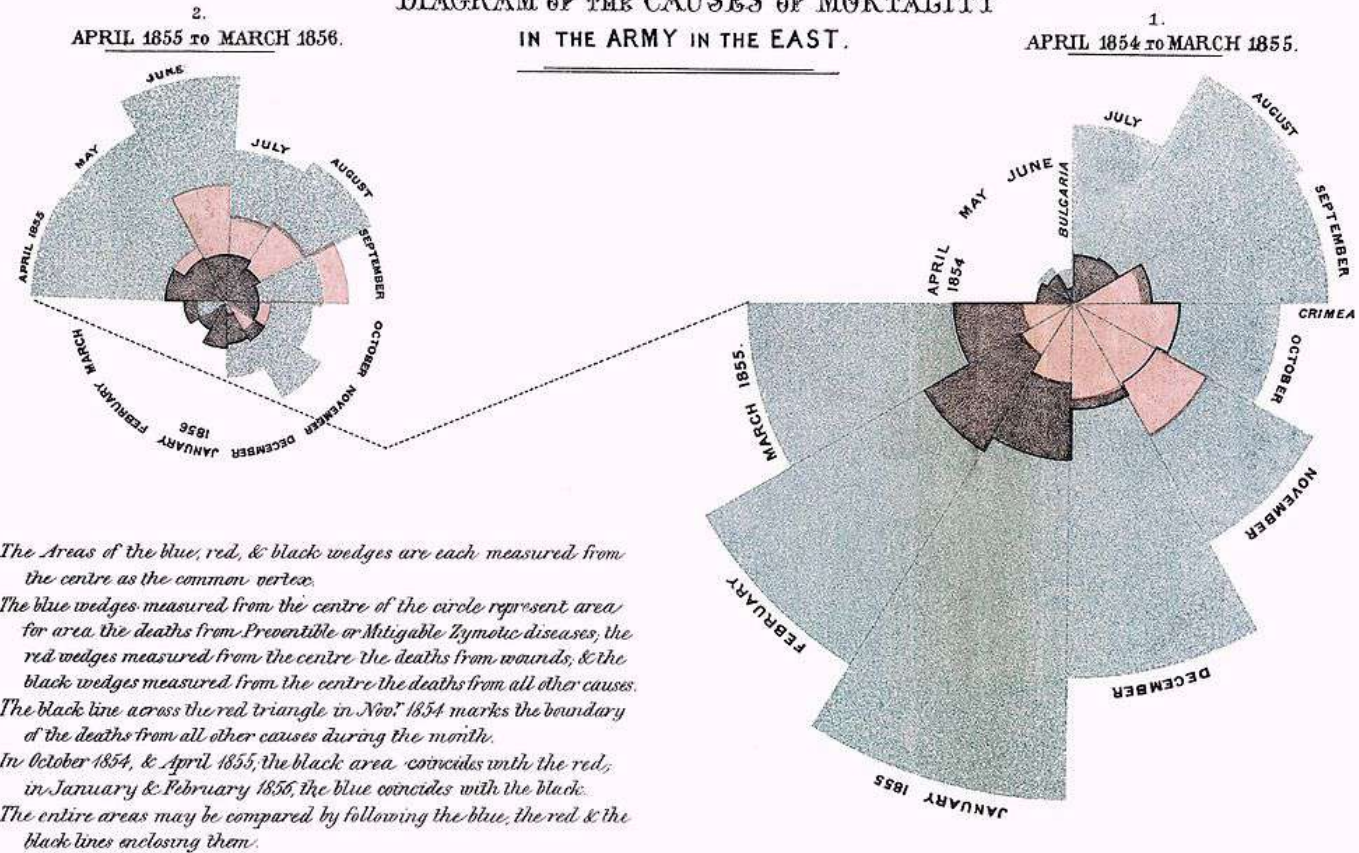 DIAGRAM OF THE CAUSES OF MORTALITY
IN THE ARMY IN THE EAST.
2.
APRIL 1855 TO MARCH 1856.
1.
APRIL 1854 TO MARCH 1855.
APRIL 1855
MAY
JUNE
JULY
AUGUST
SEPTEMBER
OCTOBER
NOVEMBER
DECEMBER
JANUARY
1856
FEBRUARY
MARCH
APRIL
1854
MAY
JUNE
BULGARIA
JULY
AUGUST
SEPTEMBER
CRIMEA
OCTOBER
NOVEMBER
DECEMBER
JANUARY 1855
FEBRUARY
MARCH 1855.
The Areas of the blue, red, & black wedges are each measured from
the centre as the common vertex.
The blue wedges measured from the centre of the circle represent area
for area the deaths from Preventible or Mitigable Zymotic diseases; the
red wedges measured from the centre the deaths from wounds; & the
black wedges measured from the centre the deaths from all other causes.
The black line across the red triangle in Novr. 1854 marks the boundary
of the deaths from all other causes during the month.
In October 1854, & April 1855, the black area coincides with the red;
in January & February 1856, the blue coincides with the black.
The entire areas may be compared by following the blue, the red & the
black lines enclosing them.